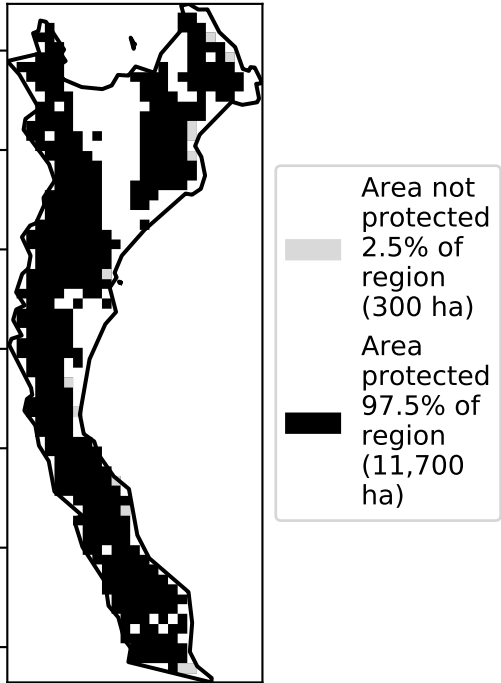 Area not
protected
2.5% of
region
(300 ha)
Area
protected
97.5% of
region
(11,700
ha)